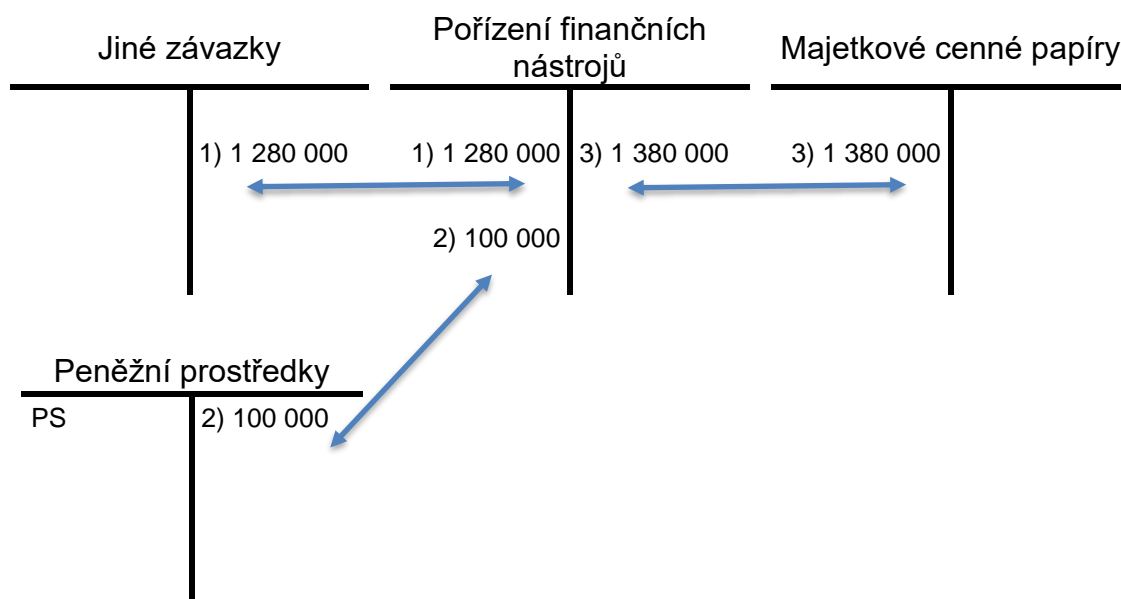 Jiné závazky
Pořízení finančních
nástrojů
Majetkové cenné papíry
1) 1 280 000
1) 1 280 000
3) 1 380 000
3) 1 380 000
2) 100 000
Peněžní prostředky
PS
2) 100 000